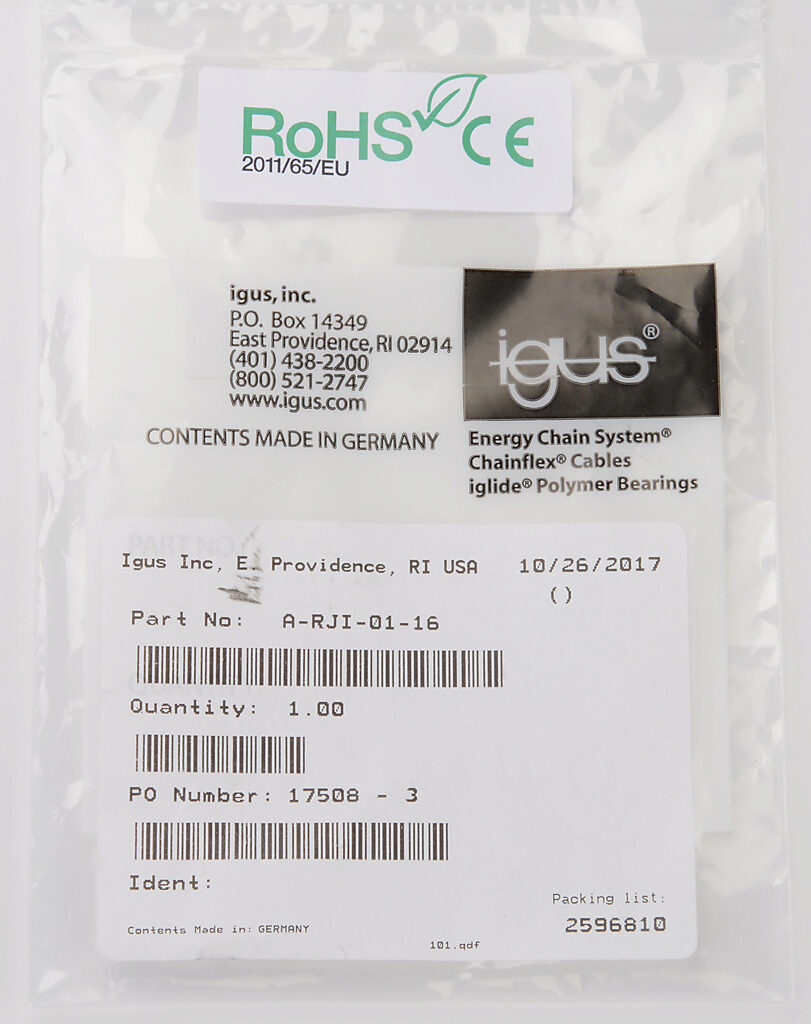 RoHS CE
2011/65/EU
igus, inc.
P.O. Box 14349
East Providence, RI 02914
(401) 438-2200
(800) 521-2747
www.igus.com
CONTENTS MADE IN GERMANY
igus®
Energy Chain System®
Chainflex® Cables
iglide® Polymer Bearings
PART NO
Igus Inc, E. Providence, RI USA 10/26/2017
()
Part No: A-RJI-01-16
QUANTITY:
Quantity: 1.00
PO Number: 17508 - 3
Ident:
Packing list:
2596810
Contents Made in: GERMANY
101.qdf